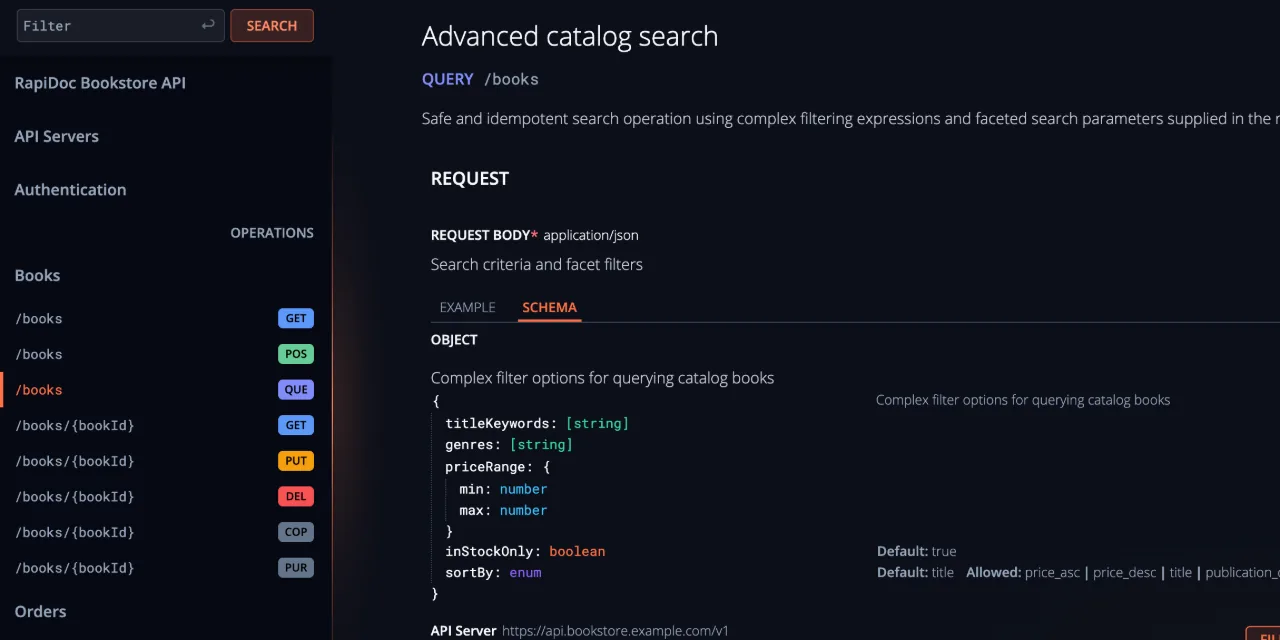 Filter
SEARCH
RapiDoc Bookstore API
API Servers
Authentication
OPERATIONS
Books
/books GET
/books POS
/books QUE
/books/{bookId} GET
/books/{bookId} PUT
/books/{bookId} DEL
/books/{bookId} COP
/books/{bookId} PUR
Orders
Advanced catalog search
QUERY /books
Safe and idempotent search operation using complex filtering expressions and faceted search parameters supplied in the
REQUEST
REQUEST BODY* application/json
Search criteria and facet filters
EXAMPLE SCHEMA
OBJECT
Complex filter options for querying catalog books
{ Complex filter options for querying catalog books
titleKeywords: [string]
genres: [string]
priceRange: {
min: number
max: number
}
inStockOnly: boolean Default: true
sortBy: enum Default: title Allowed: price_asc | price_desc | title |
}
API Server https://api.bookstore.example.com/v1